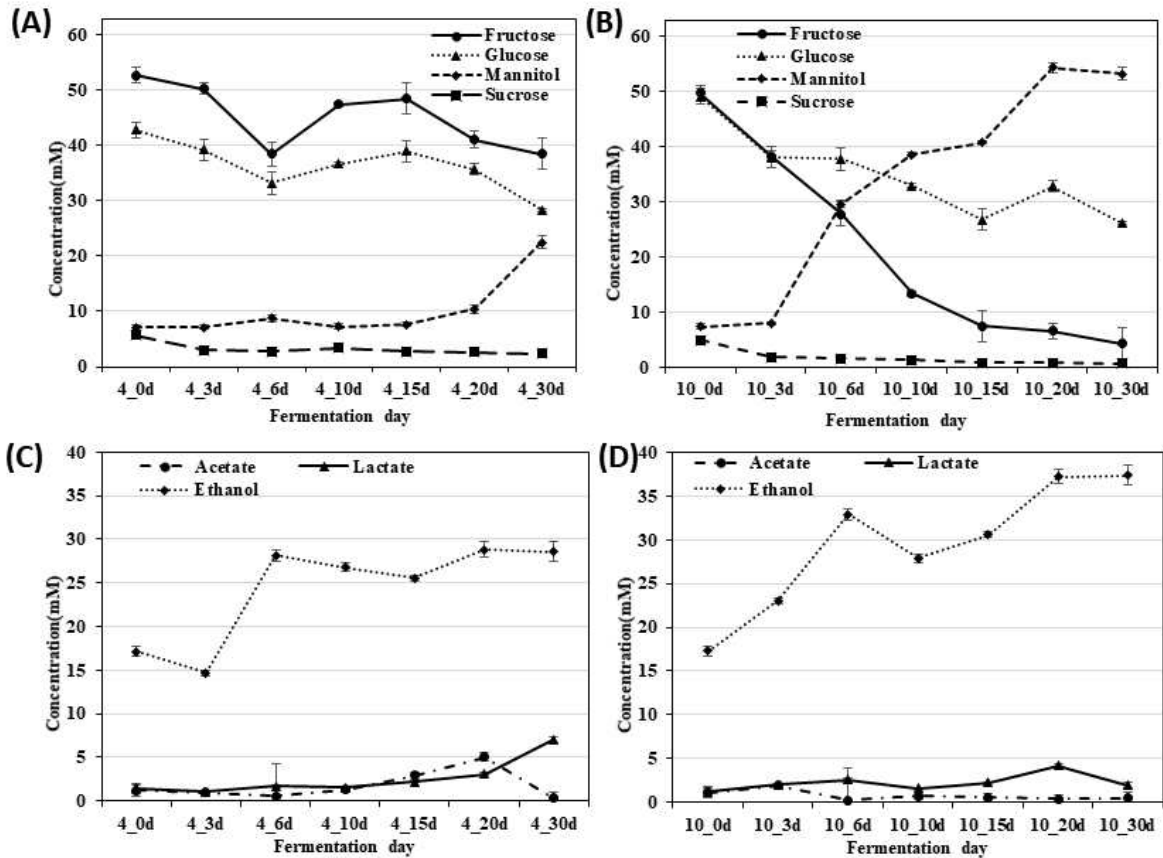 (A)
Fructose
Glucose
Mannitol
Sucrose
60
50
40
30
20
10
0
Concentration(mM)
4_0d 4_3d 4_6d 4_10d 4_15d 4_20d 4_30d
Fermentation day
(B)
Fructose
Glucose
Mannitol
Sucrose
60
50
40
30
20
10
0
Concentration(mM)
10_0d 10_3d 10_6d 10_10d 10_15d 10_20d 10_30d
Fermentation day
(C)
Acetate Lactate
Ethanol
40
35
30
25
20
15
10
5
0
Concentration(mM)
4_0d 4_3d 4_6d 4_10d 4_15d 4_20d 4_30d
Fermentation day
(D)
Acetate Lactate
Ethanol
40
35
30
25
20
15
10
5
0
Concentration(mM)
10_0d 10_3d 10_6d 10_10d 10_15d 10_20d 10_30d
Fermentation day